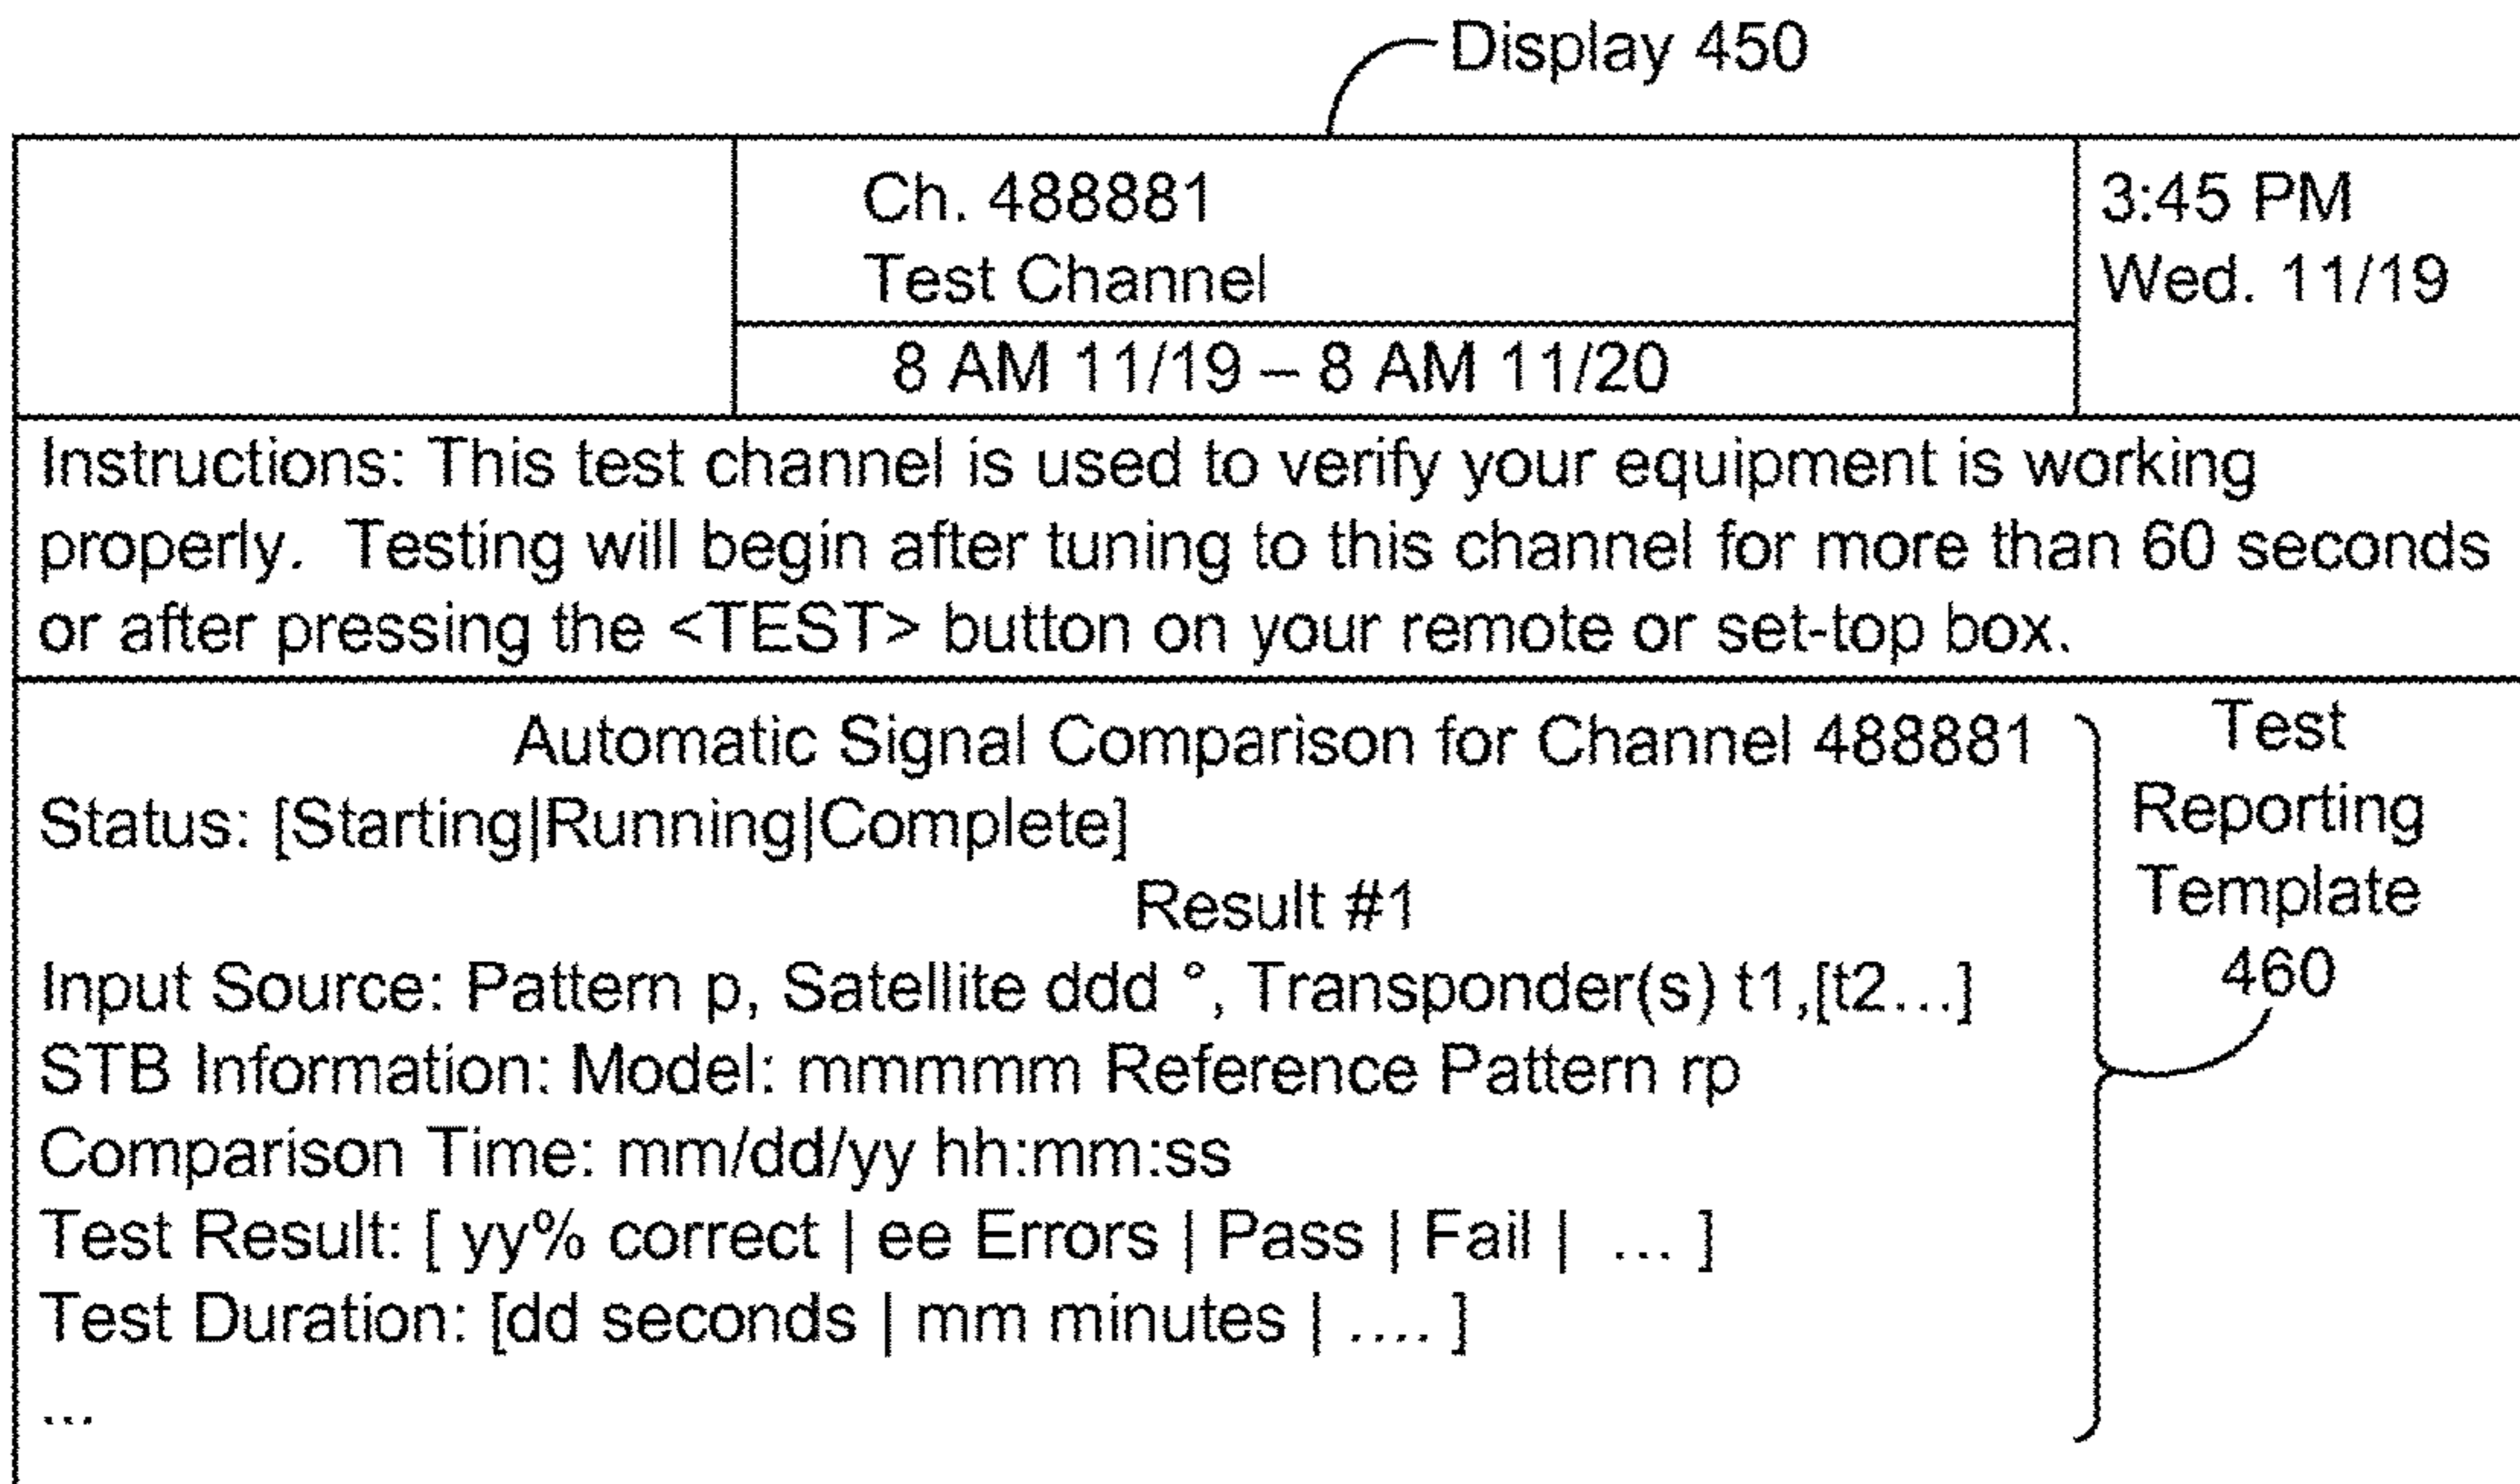 Display 450
Ch. 488881
Test Channel
3:45 PM
Wed. 11/19
8 AM 11/19 – 8 AM 11/20
Instructions: This test channel is used to verify your equipment is working
properly. Testing will begin after tuning to this channel for more than 60 seconds
or after pressing the <TEST> button on your remote or set-top box.
Automatic Signal Comparison for Channel 488881
Status: [Starting|Running|Complete]
Result #1
Input Source: Pattern p, Satellite ddd °, Transponder(s) t1,[t2...]
STB Information: Model: mmmmm Reference Pattern rp
Comparison Time: mm/dd/yy hh:mm:ss
Test Result: [ yy% correct | ee Errors | Pass | Fail | ... ]
Test Duration: [dd seconds | mm minutes | .... ]
...
Test
Reporting
Template
460